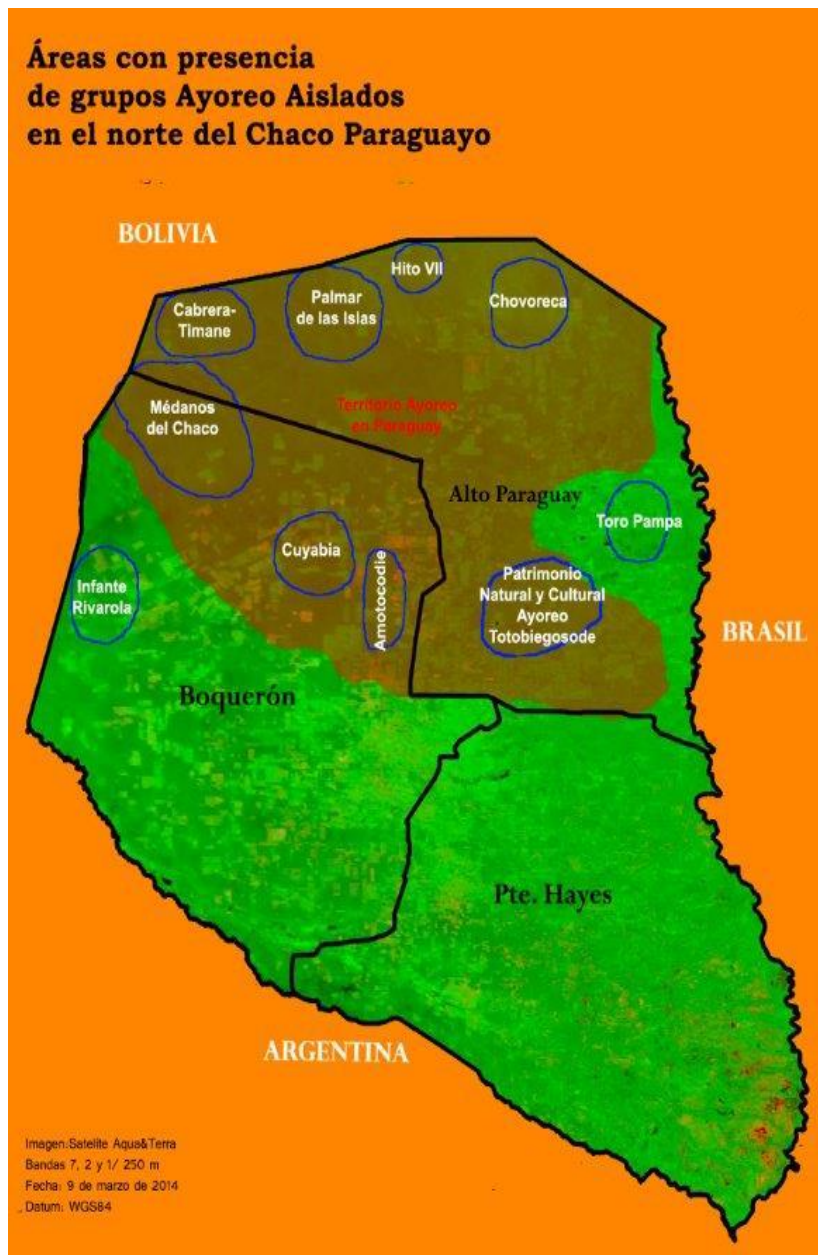 Áreas con presencia
de grupos Ayoreo Aislados
en el norte del Chaco Paraguayo
BOLIVIA
Hito VII
Cabrera-
Timane
Palmar
de las Islas
Chovoreca
Médanos
del Chaco
Territorio Ayoreo
en Paraguay
Alto Paraguay
Toro Pampa
Cuyabia
Amotocodie
Infante
Rivarola
Patrimonio
Natural y Cultural
Ayoreo
Totobiegosode
BRASIL
Boquerón
Pte. Hayes
ARGENTINA
Imagen:Satelite Aqua&Terra
Bandas 7, 2 y 1/ 250 m
Fecha: 9 de marzo de 2014
Datum: WGS84